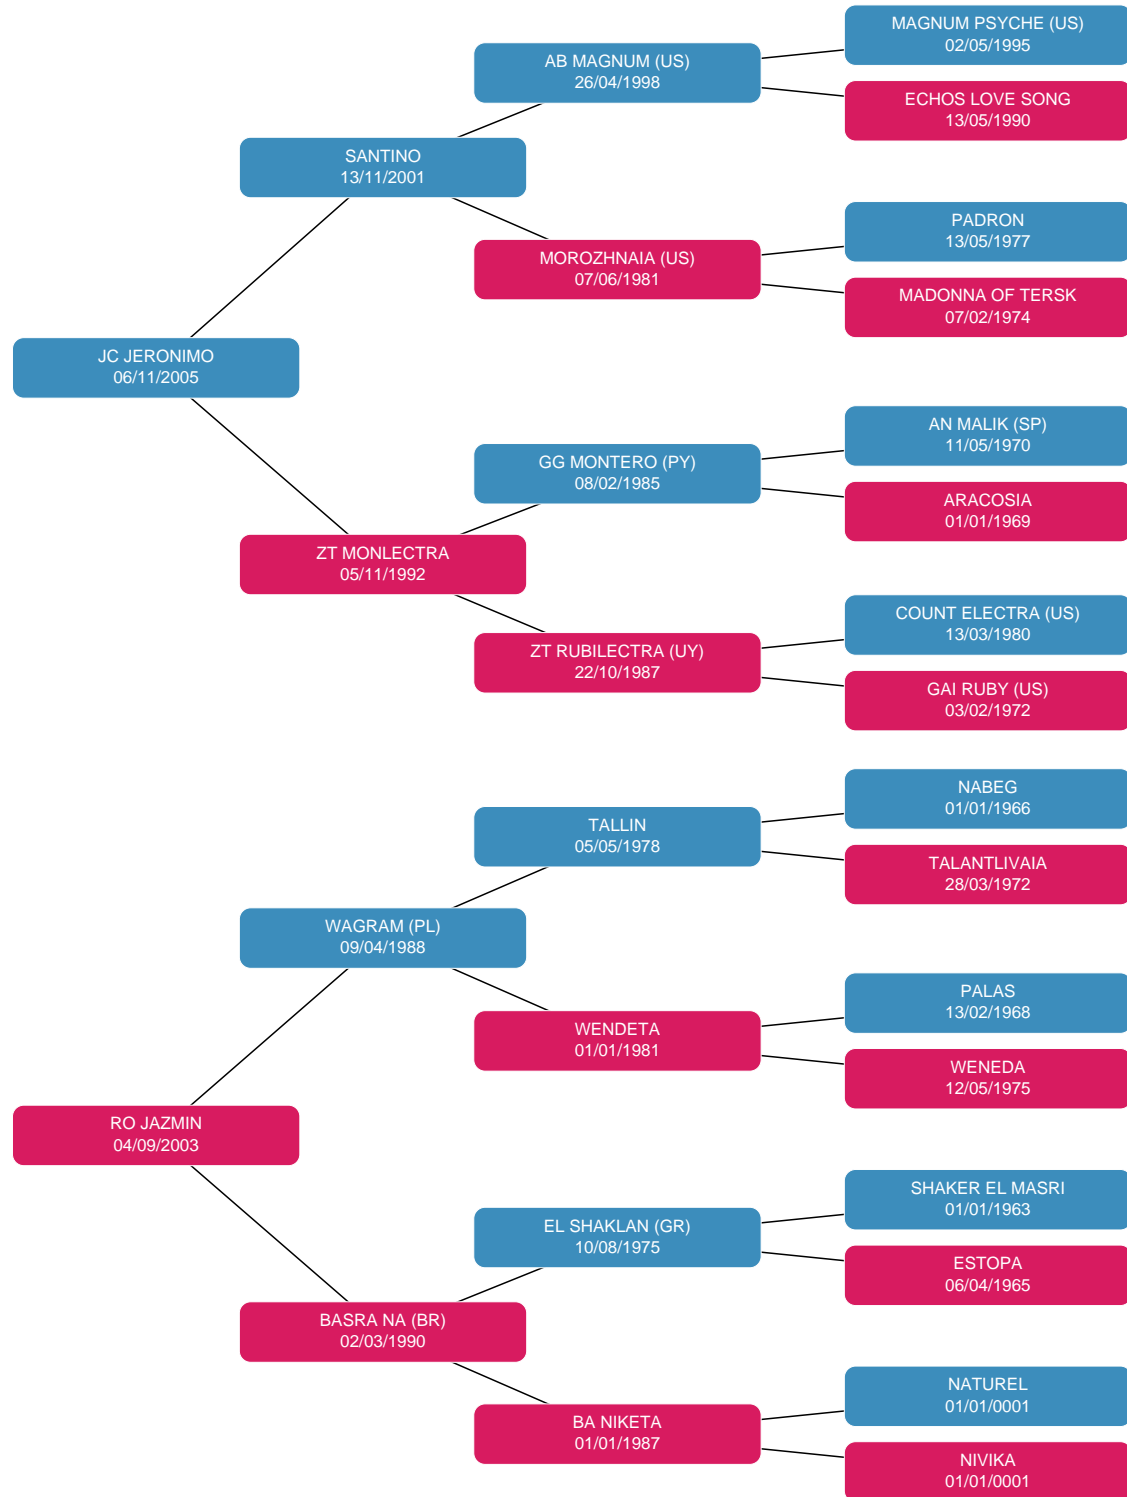 MAGNUM PSYCHE (US)
02/05/1995
AB MAGNUM (US)
26/04/1998
ECHOS LOVE SONG
13/05/1990
SANTINO
13/11/2001
PADRON
13/05/1977
MOROZHNAIA (US)
07/06/1981
MADONNA OF TERSK
07/02/1974
JC JERONIMO
06/11/2005
AN MALIK (SP)
11/05/1970
GG MONTERO (PY)
08/02/1985
ARACOSIA
01/01/1969
ZT MONLECTRA
05/11/1992
COUNT ELECTRA (US)
13/03/1980
ZT RUBILECTRA (UY)
22/10/1987
GAI RUBY (US)
03/02/1972
NABEG
01/01/1966
TALLIN
05/05/1978
TALANTLIVAIA
28/03/1972
WAGRAM (PL)
09/04/1988
PALAS
13/02/1968
WENDETA
01/01/1981
WENEDA
12/05/1975
RO JAZMIN
04/09/2003
SHAKER EL MASRI
01/01/1963
EL SHAKLAN (GR)
10/08/1975
ESTOPA
06/04/1965
BASRA NA (BR)
02/03/1990
NATUREL
01/01/0001
BA NIKETA
01/01/1987
NIVIKA
01/01/0001